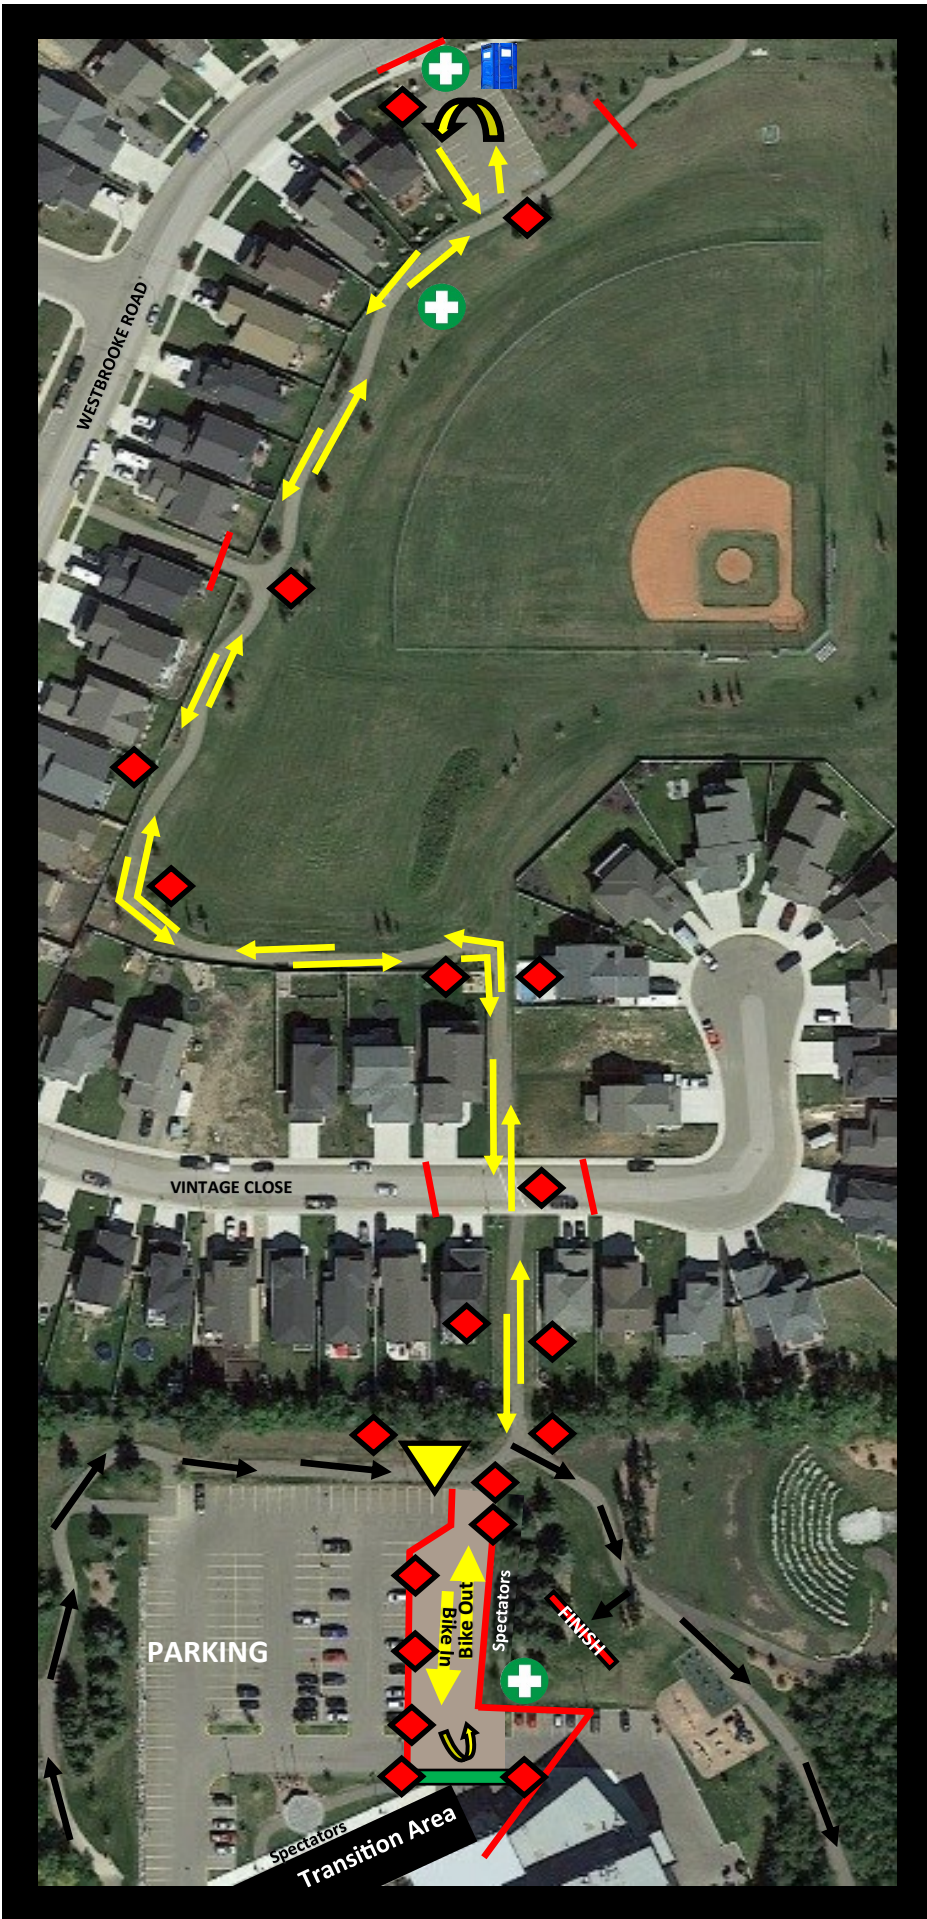 WESTBROOKE ROAD
VINTAGE CLOSE
PARKING
Bike In
Bike Out
Spectators
FINISH
Spectators
Transition Area